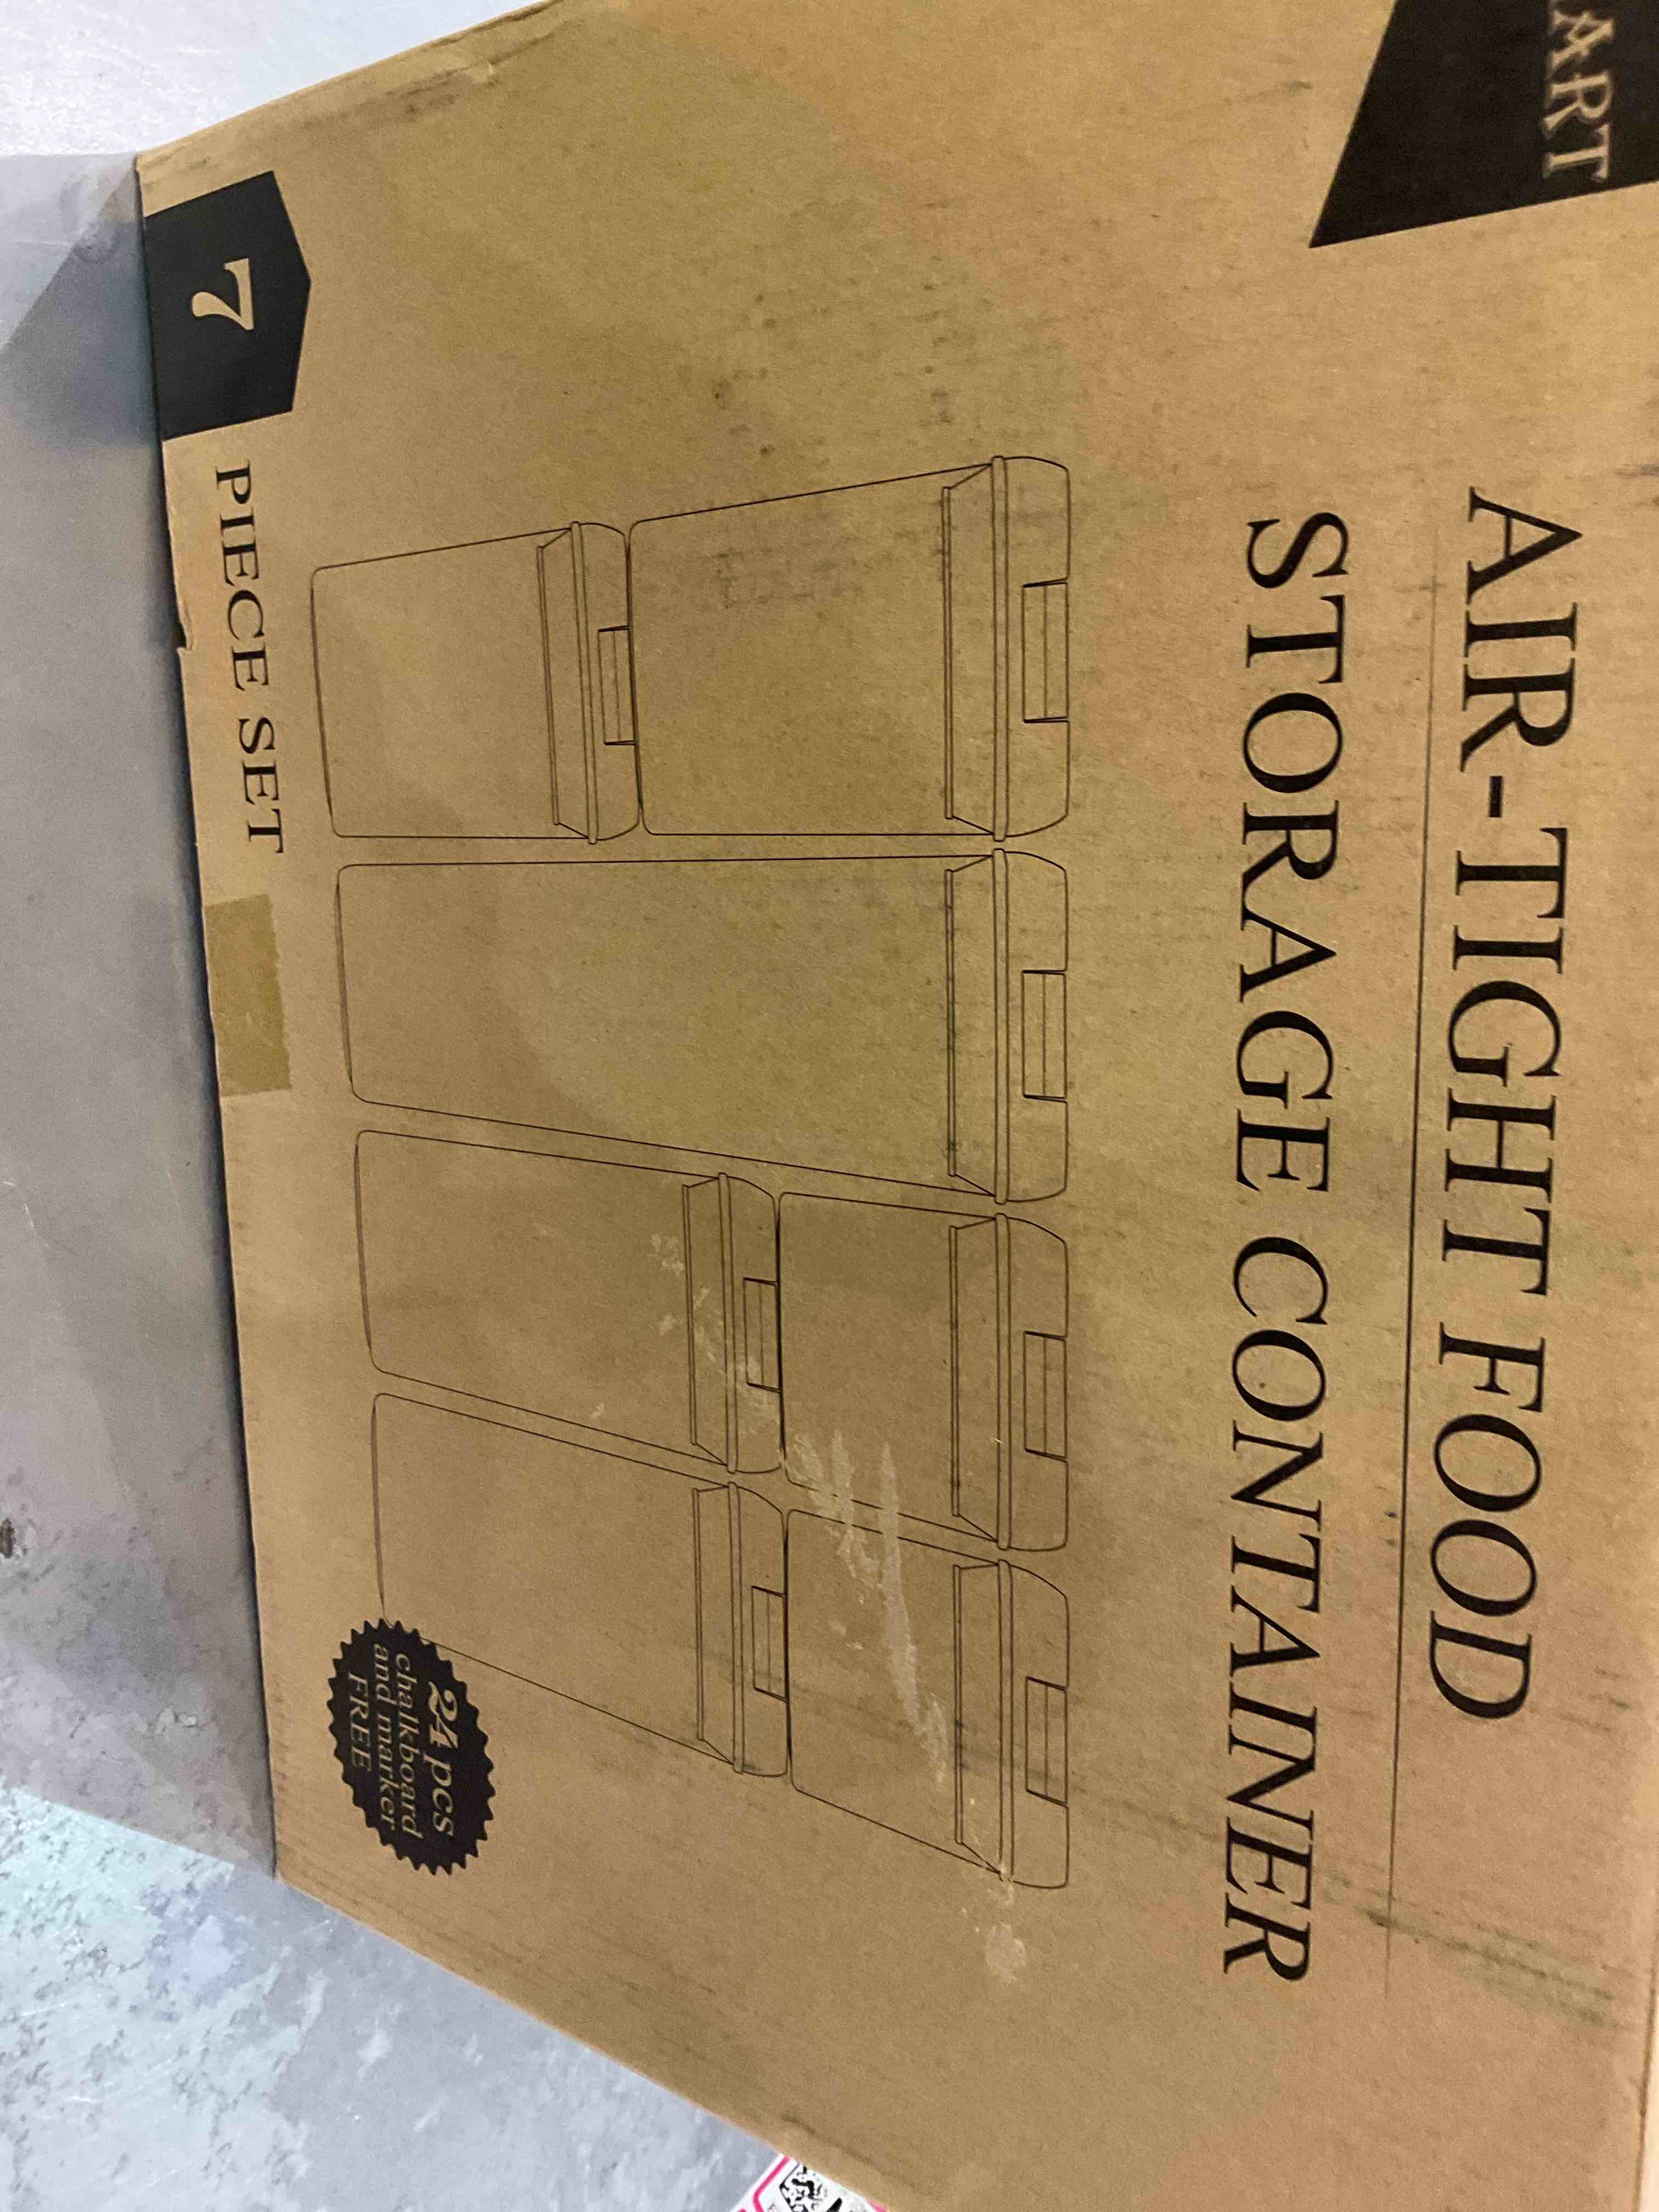 ART
AIR-TIGHT FOOD
STORAGE CONTAINER
7
PIECE SET
24 pcs
chalkboard
and marker
FREE